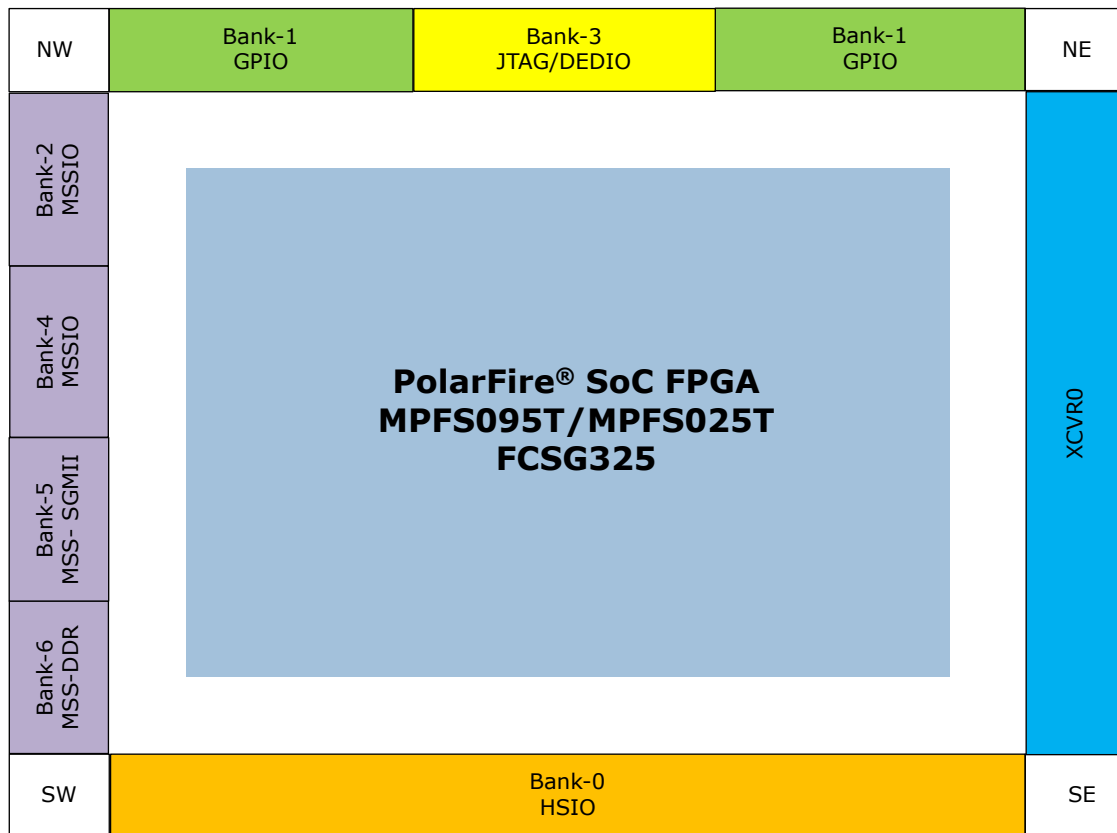 NW
Bank-1
GPIO
Bank-3
JTAG/DEDIO
Bank-1
GPIO
NE
Bank-2
MSSIO
Bank-4
MSSIO
Bank-5
MSS- SGMII
Bank-6
MSS-DDR
PolarFire® SoC FPGA
MPFS095T/MPFS025T
FCSG325
XCVR0
SW
Bank-0
HSIO
SE